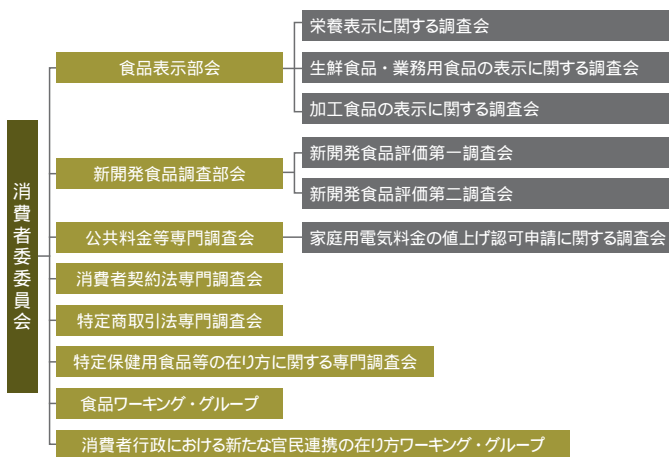 消費者委員会
食品表示部会
栄養表示に関する調査会
生鮮食品・業務用食品の表示に関する調査会
加工食品の表示に関する調査会
新開発食品調査部会
新開発食品評価第一調査会
新開発食品評価第二調査会
公共料金等専門調査会
家庭用電気料金の値上げ認可申請に関する調査会
消費者契約法専門調査会
特定商取引法専門調査会
特定保健用食品等の在り方に関する専門調査会
食品ワーキング・グループ
消費者行政における新たな官民連携の在り方ワーキング・グループ